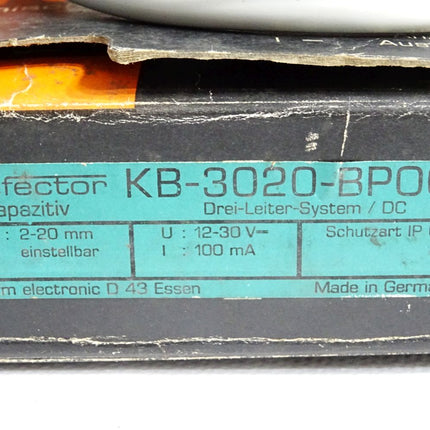 Aus
fector KB-3020-BPO
apazitiv Drei-Leiter-System / DC
: 2-20 mm U : 12-30 V⎓ Schutzart IP
einstellbar I : 100 mA
m electronic D 43 Essen Made in Germa